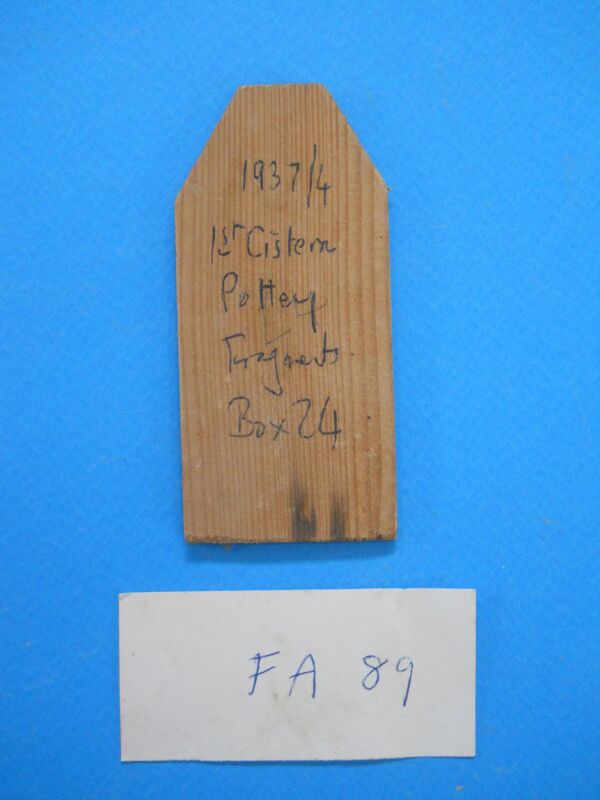 1937/4
1st Cistern
Pottery
Fragments.
Box 24.
FA 89